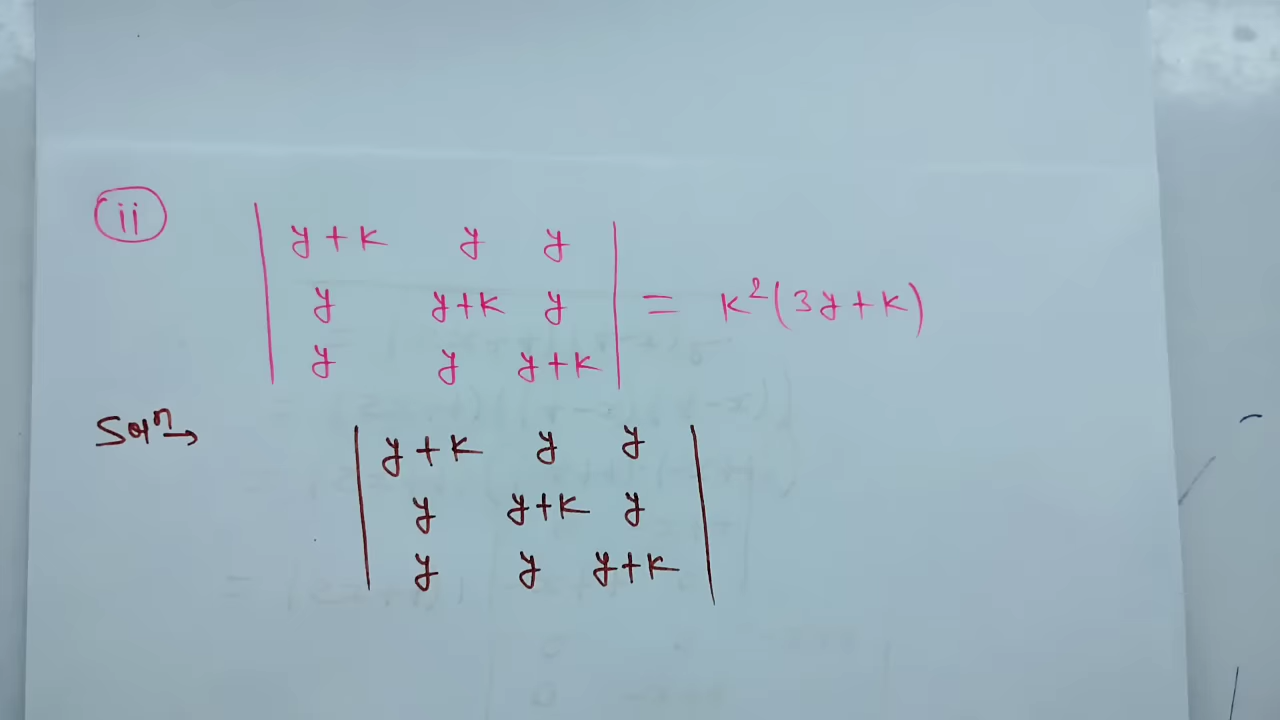 ii
| y+k y y |
| y y+k y | = k²(3y+k)
| y y y+k |
Solⁿ→
| y+k y y |
| y y+k y |
| y y y+k |